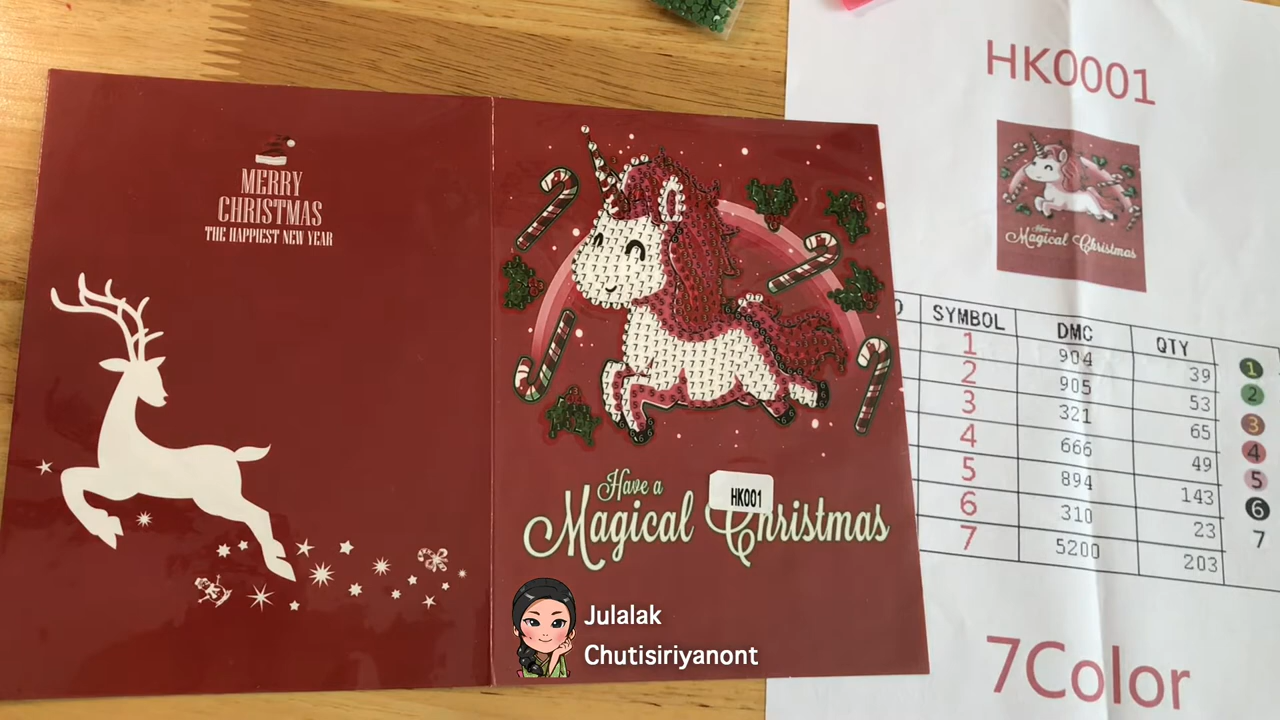 MERRY
CHRISTMAS
THE HAPPIEST NEW YEAR
Have a
Magical Christmas
HK001
Julalak
Chutisiriyanont
HK0001
Have a
Magical Christmas
SYMBOL DMC QTY
1 904 39 1
2 905 53 2
3 321 65 3
4 666 49 4
5 894 143 5
6 310 23 6
7 5200 203 7
7Color